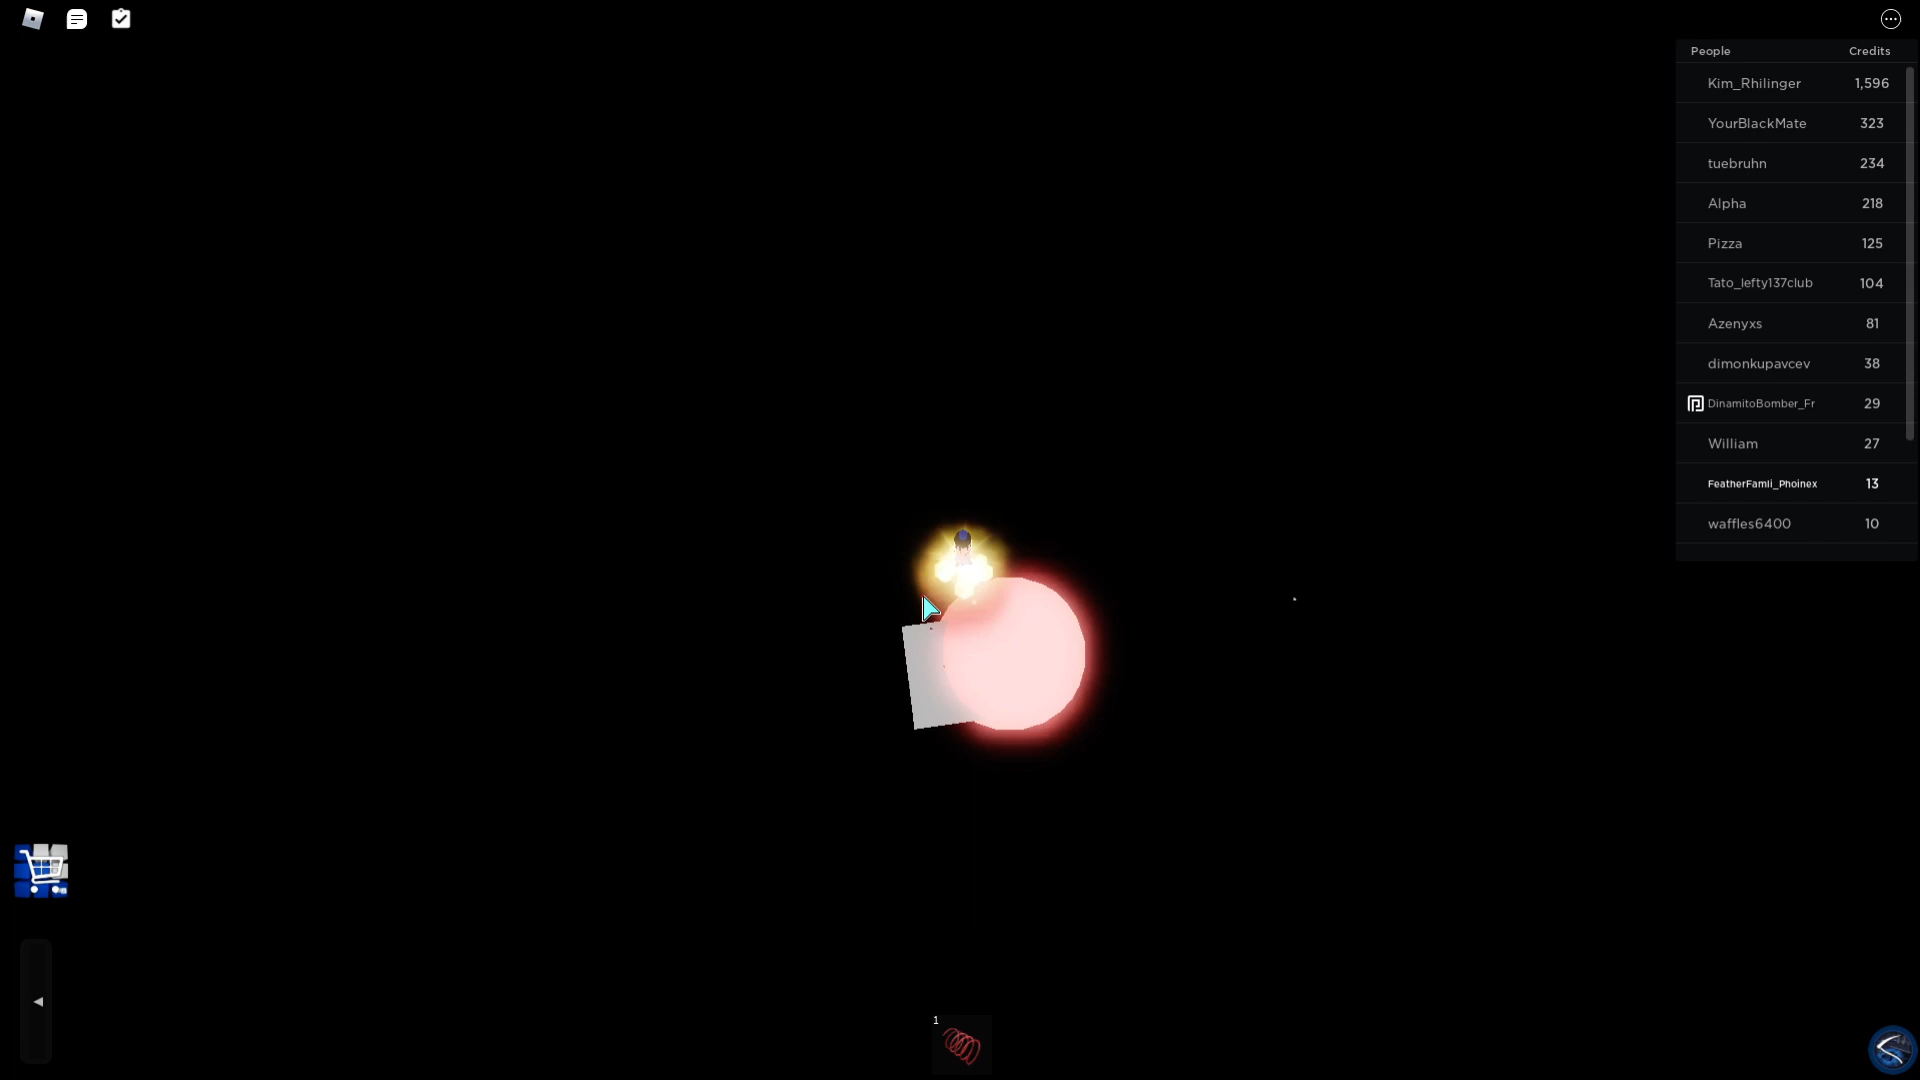 People Credits
Kim_Rhilinger 1,596
YourBlackMate 323
tuebruhn 234
Alpha 218
Pizza 125
Tato_lefty137club 104
Azenyxs 81
dimonkupavcev 38
DinamitoBomber_Fr 29
William 27
FeatherFamli_Phoinex 13
waffles6400 10
1